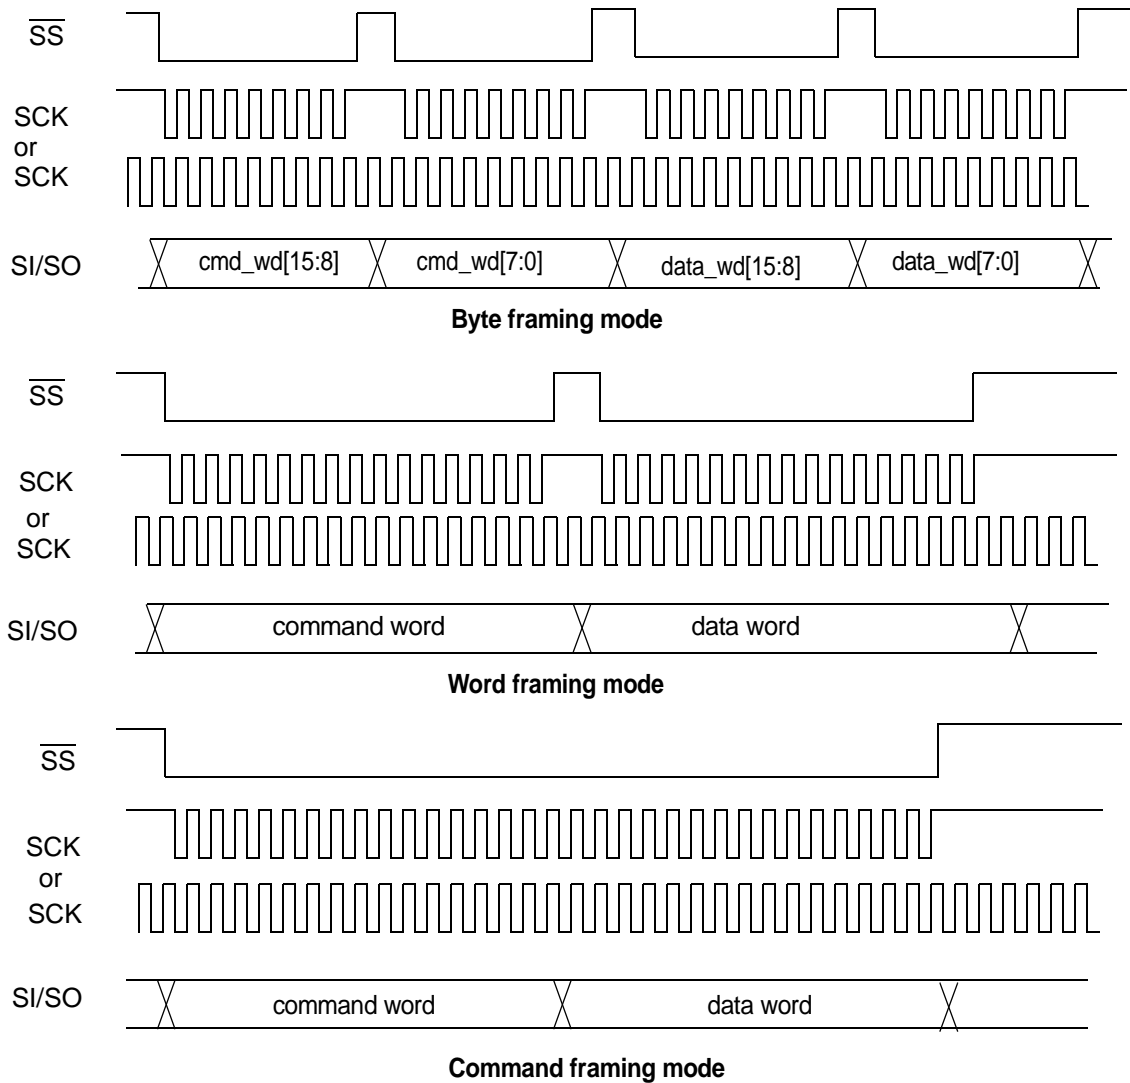 SS
SCK
or
SCK
SI/SO
cmd_wd[15:8]
cmd_wd[7:0]
data_wd[15:8]
data_wd[7:0]
Byte framing mode
SS
SCK
or
SCK
SI/SO
command word
data word
Word framing mode
SS
SCK
or
SCK
SI/SO
command word
data word
Command framing mode